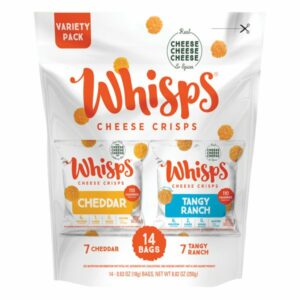 VARIETY
PACK
Real
CHEESE
CHEESE
CHEESE
& Spices
Whisps
CHEESE CRISPS
Whisps
CHEESE CRISPS
CHEDDAR
Whisps
CHEESE CRISPS
TANGY
RANCH
7 CHEDDAR
14
BAGS
7 TANGY
RANCH
14 - 0.63 OZ (18g) BAGS, NET WT. 8.82 OZ (250g)